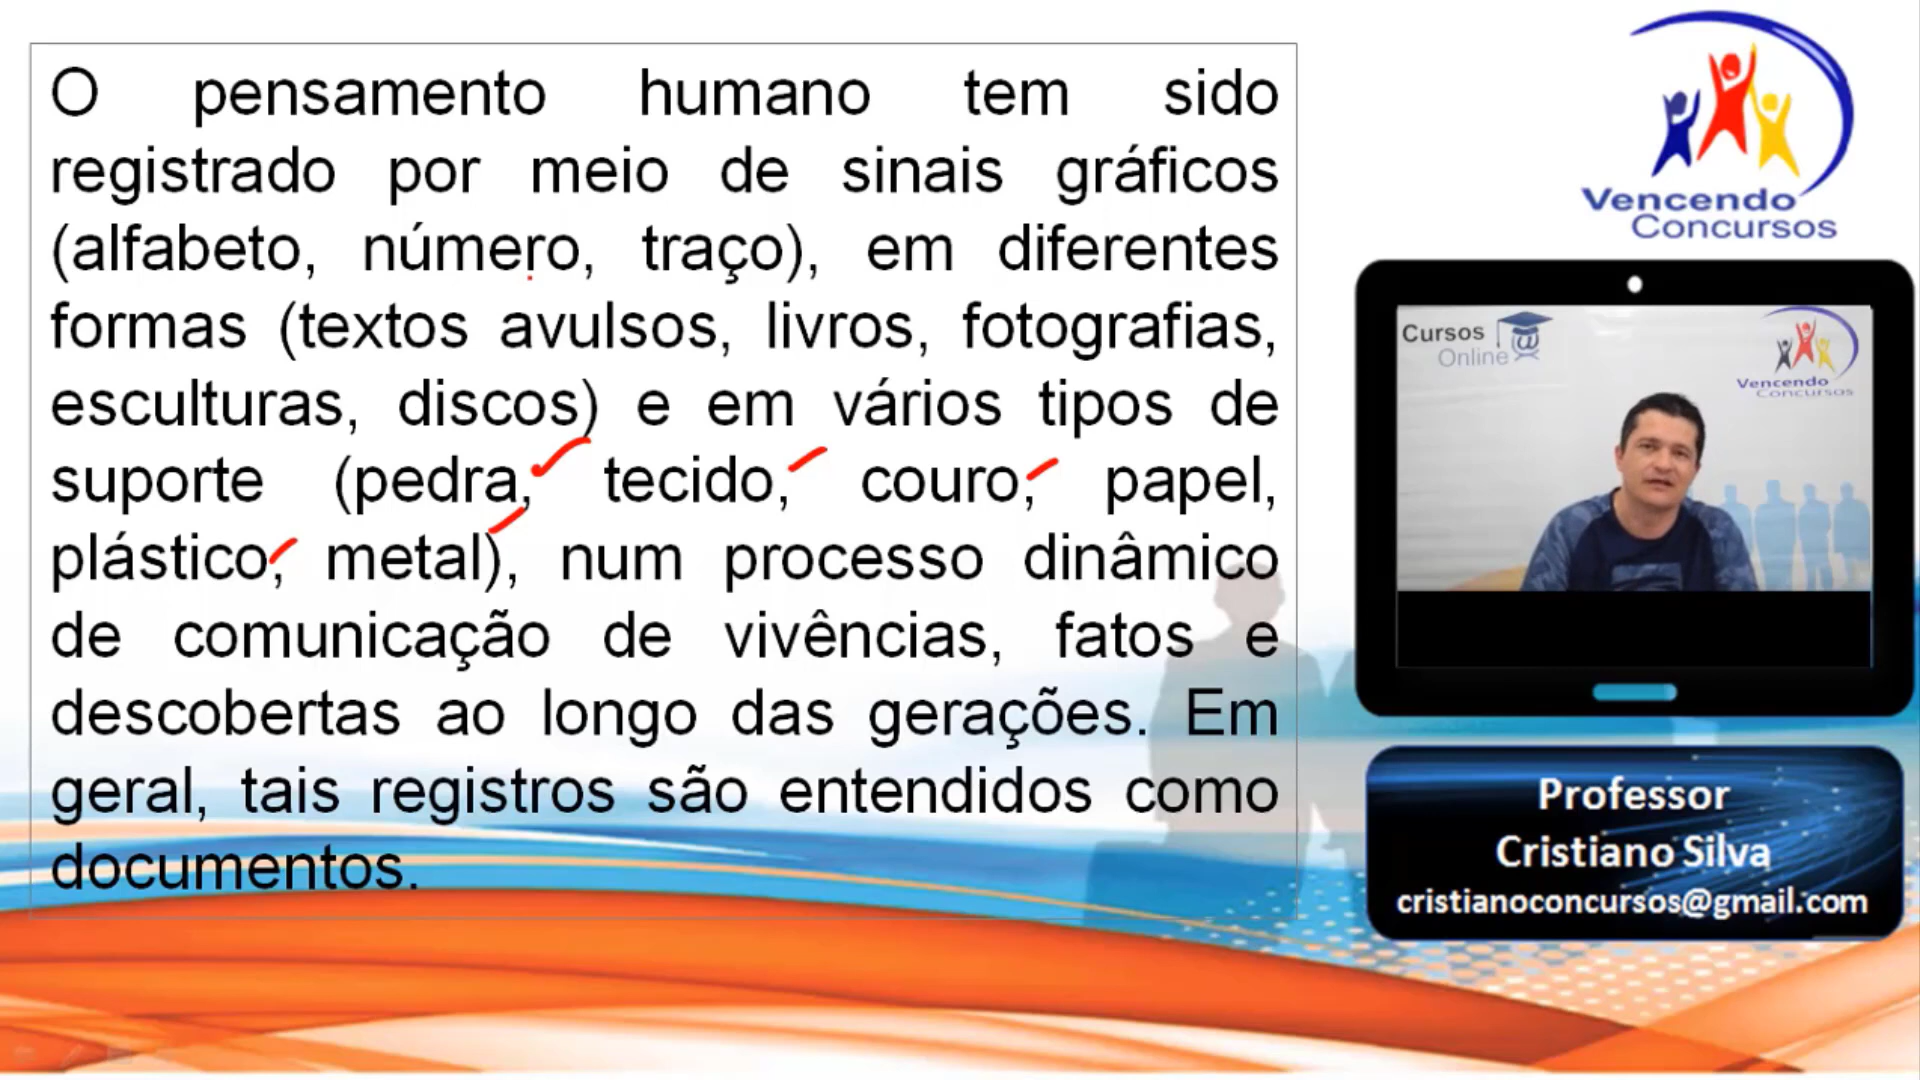 O pensamento humano tem sido
registrado por meio de sinais gráficos
(alfabeto, número, traço), em diferentes
formas (textos avulsos, livros, fotografias,
esculturas, discos) e em vários tipos de
suporte (pedra, tecido, couro, papel,
plástico, metal), num processo dinâmico
de comunicação de vivências, fatos e
descobertas ao longo das gerações. Em
geral, tais registros são entendidos como
documentos.
Vencendo
Concursos
Cursos
Online
@
Vencendo
Concursos
Professor
Cristiano Silva
cristianoconcursos@gmail.com